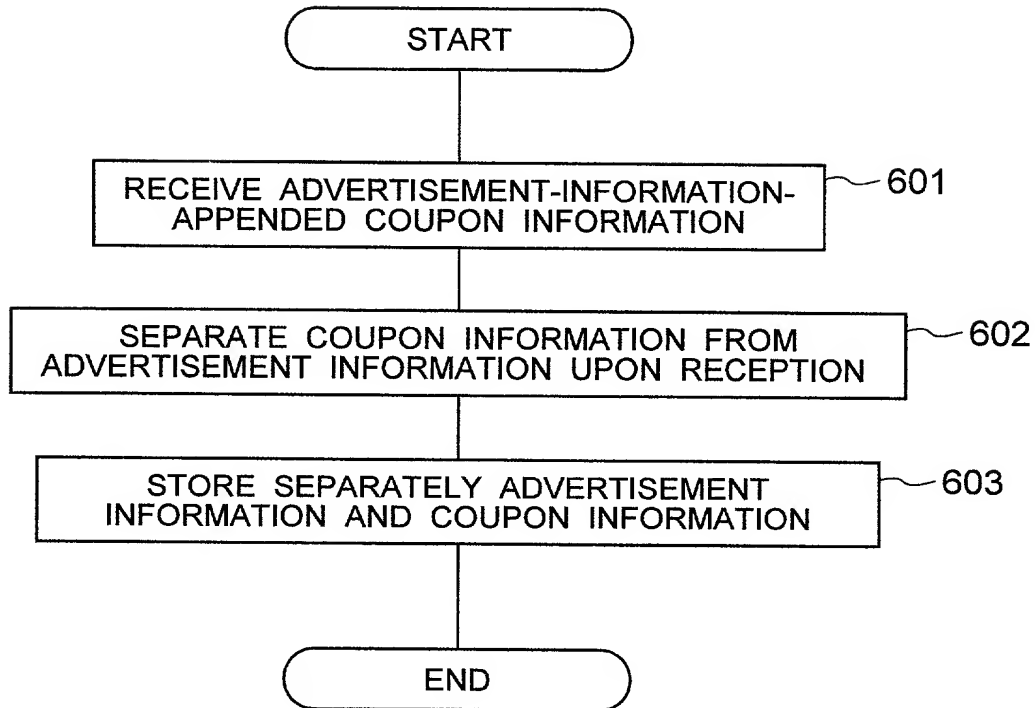 START
RECEIVE ADVERTISEMENT-INFORMATION-
APPENDED COUPON INFORMATION
601
SEPARATE COUPON INFORMATION FROM
ADVERTISEMENT INFORMATION UPON RECEPTION
602
STORE SEPARATELY ADVERTISEMENT
INFORMATION AND COUPON INFORMATION
603
END